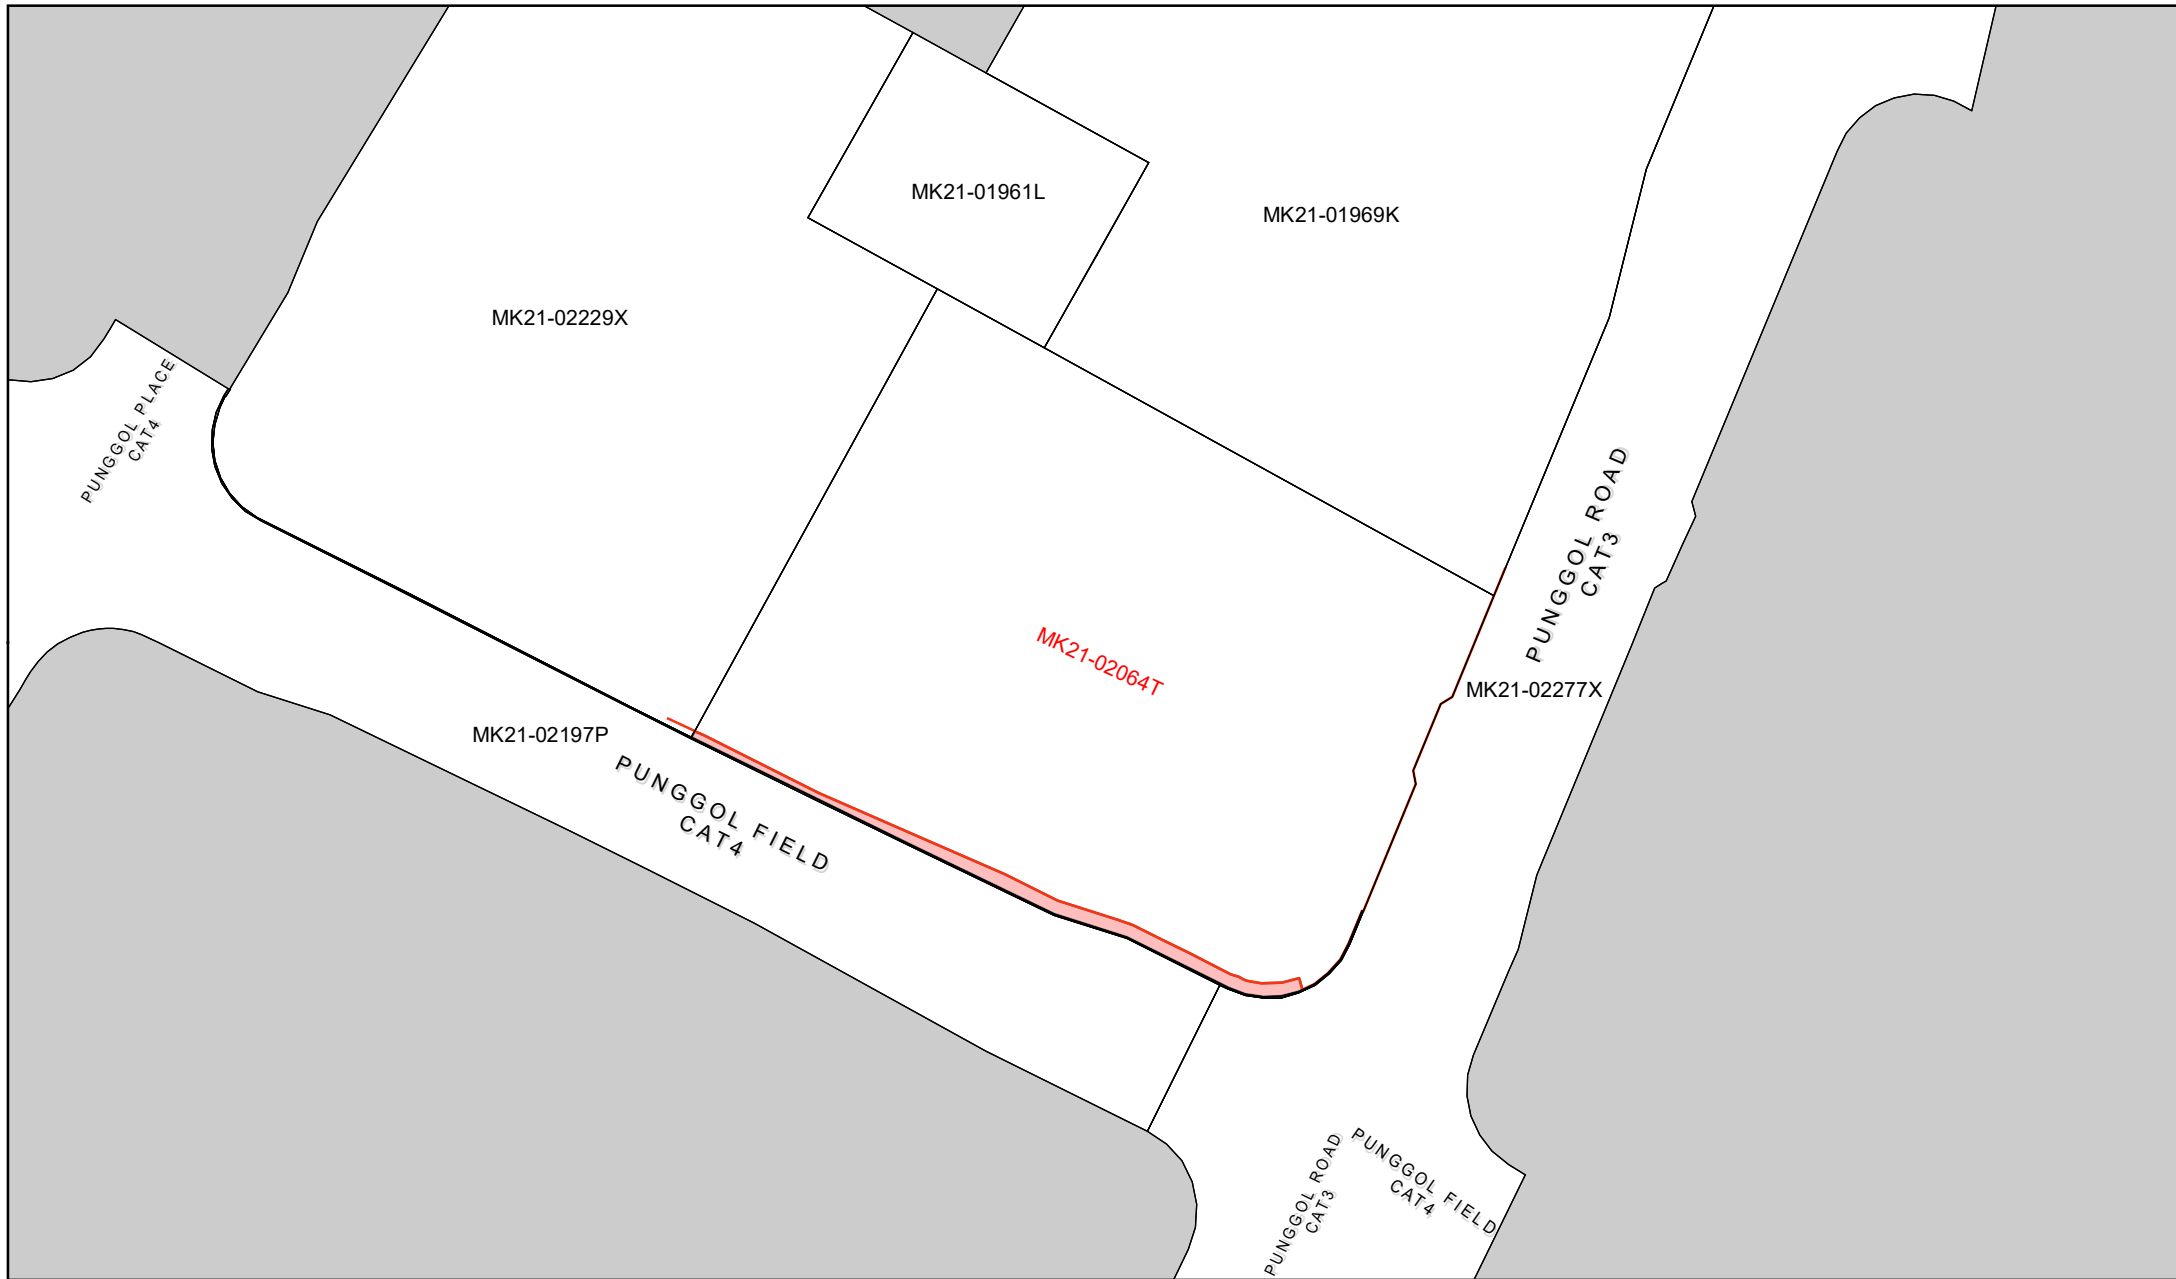 MK21-01961L
MK21-01969K
MK21-02229X
PUNGGOL PLACE
CAT4
PUNGGOL ROAD
CAT3
MK21-02064T
MK21-02277X
MK21-02197P
PUNGGOL FIELD
CAT4
PUNGGOL ROAD
CAT3
PUNGGOL FIELD
CAT4